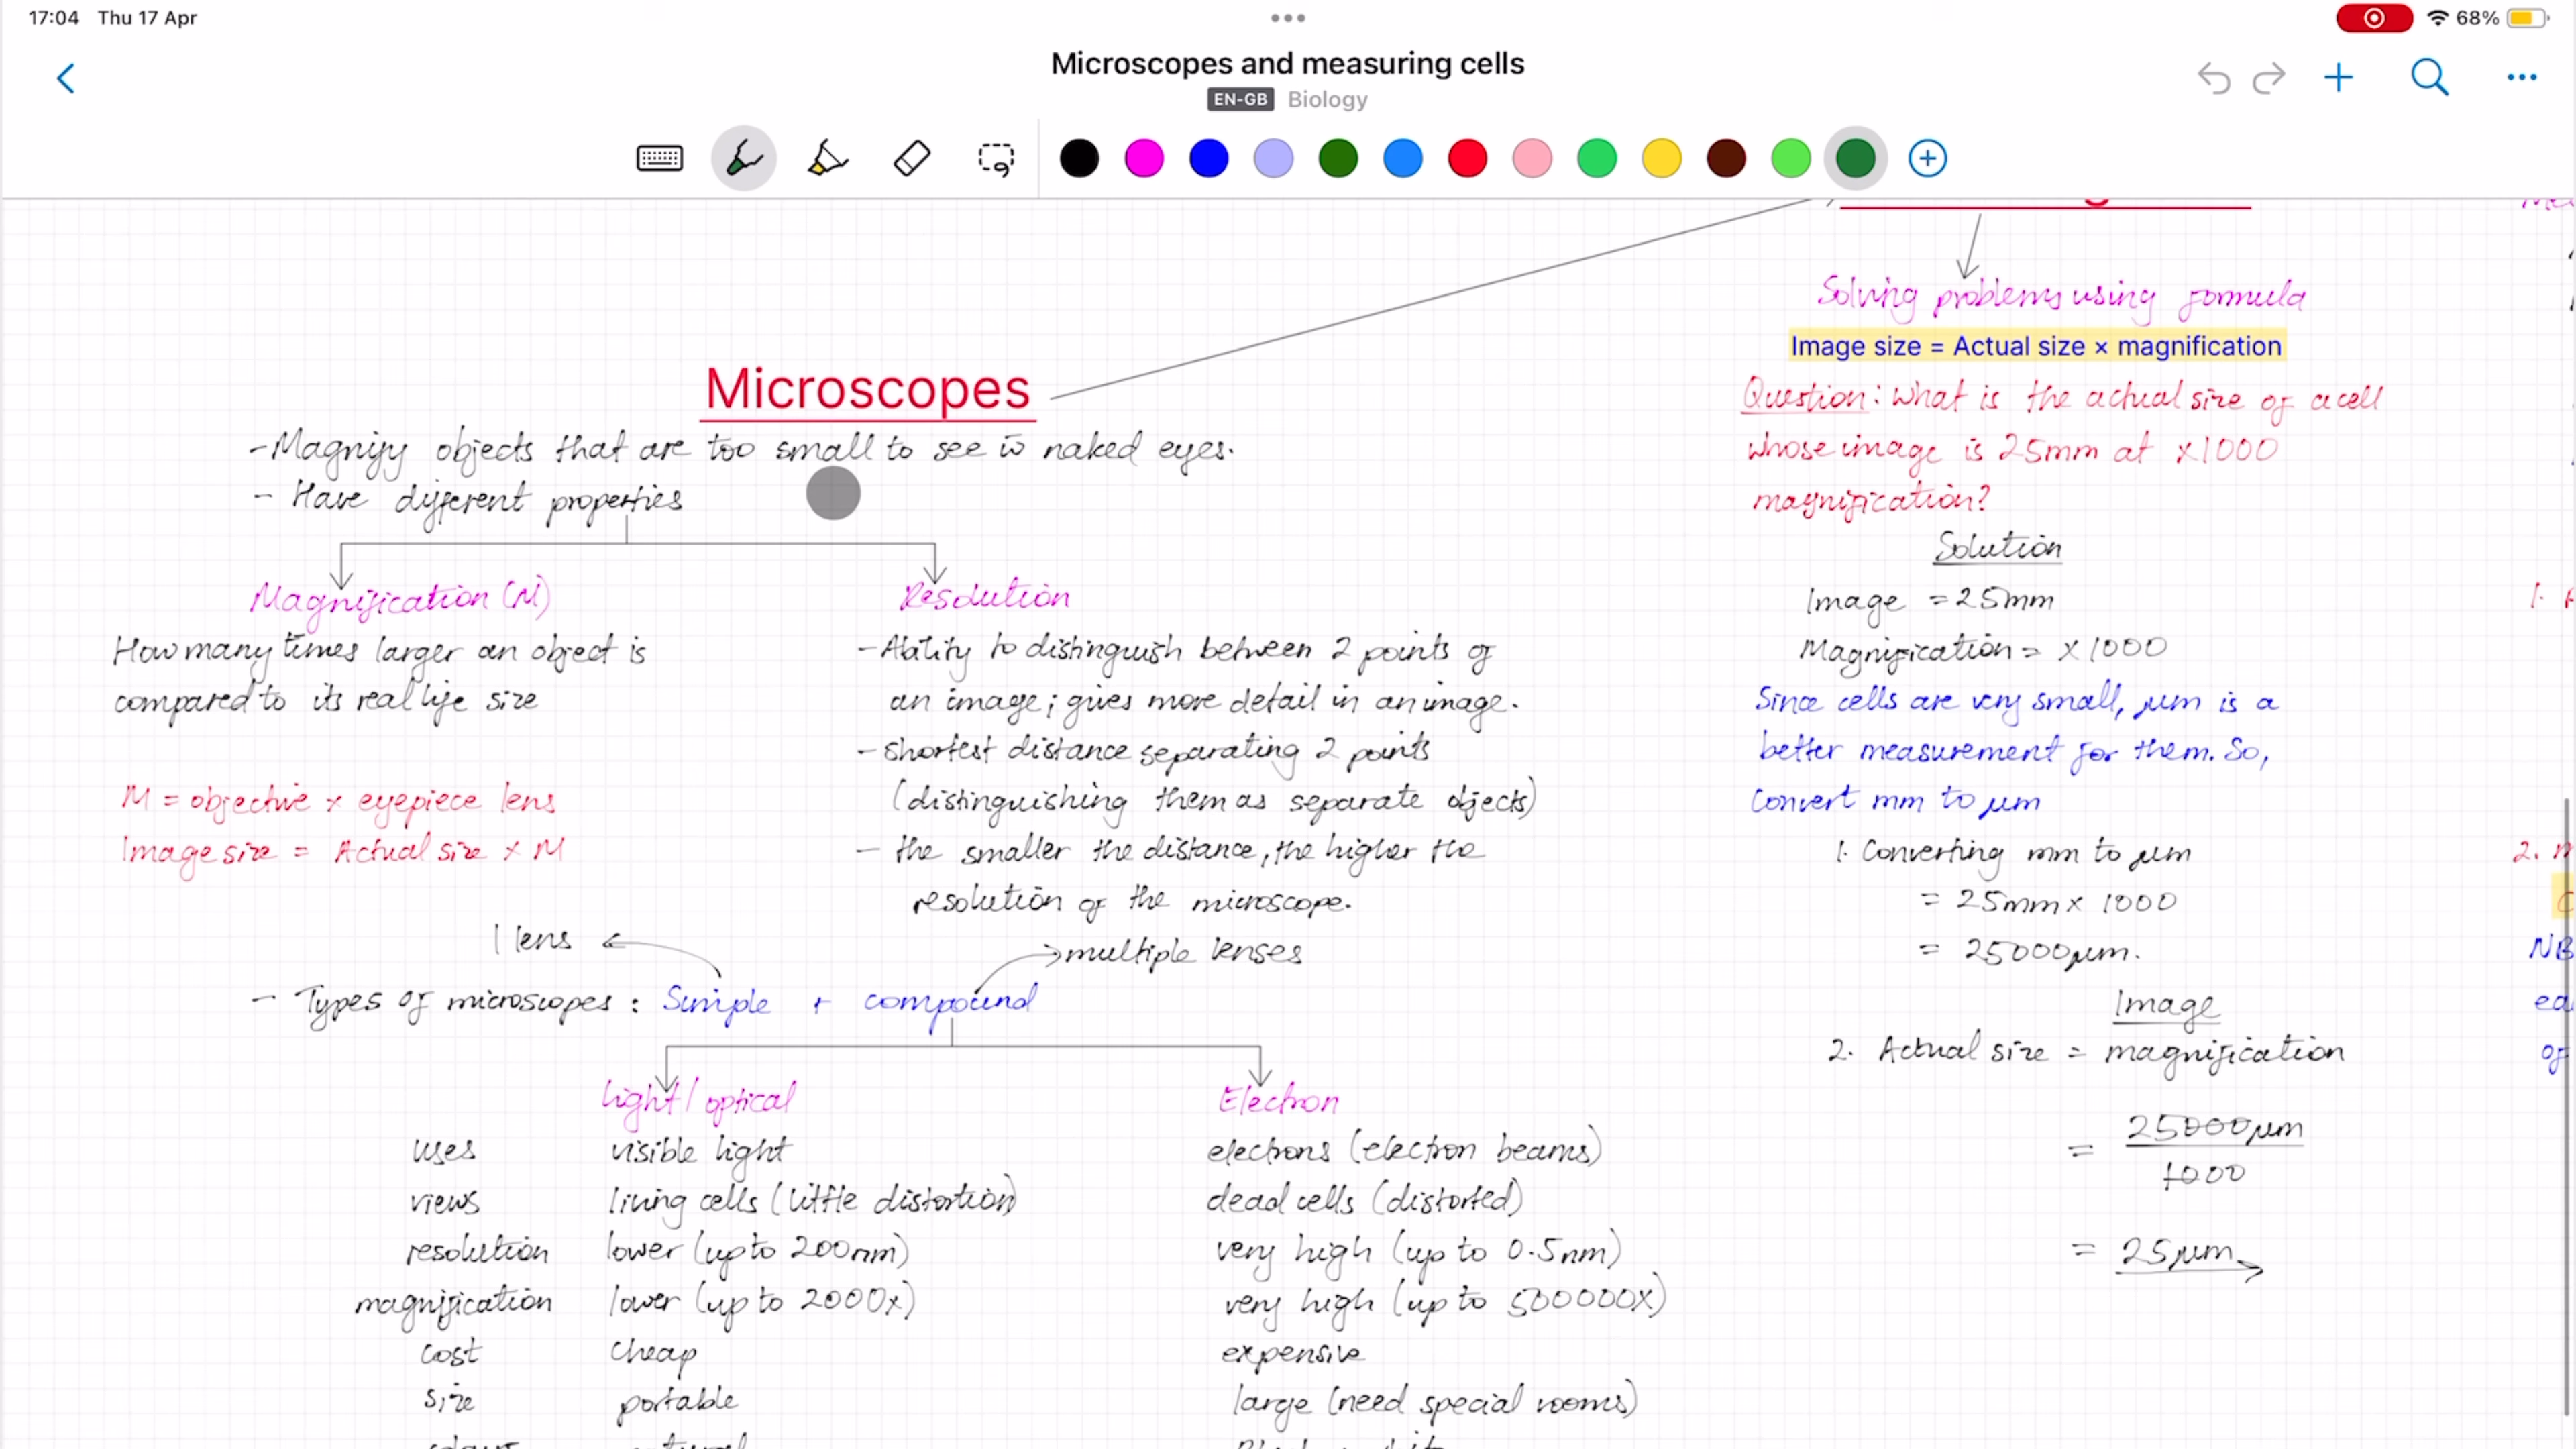 17:04 Thu 17 Apr
68%
Microscopes and measuring cells
EN-GB Biology
Microscopes
-Magnify objects that are too small to see w naked eyes.
- Have different properties
Magnification (M)
How many times larger an object is
compared to its real life size
M = objective x eyepiece lens
Image size = Actual size x M
Resolution
-Ability to distinguish between 2 points of
an image; gives more detail in an image.
- shortest distance separating 2 points
(distinguishing them as separate objects)
- the smaller the distance, the higher the
resolution of the microscope.
1 lens
multiple lenses
- Types of microscopes : Simple + compound
light / optical Electron
uses visible light electrons (electron beams)
views living cells (little distortion) dead cells (distorted)
resolution lower (up to 200nm) very high (up to 0.5nm)
magnification lower (up to 2000x) very high (up to 500000X)
cost cheap expensive
size portable large (need special rooms)
Solving problems using formula
Image size = Actual size × magnification
Question: What is the actual size of a cell
whose image is 25mm at x1000
magnification?
Solution
Image = 25mm
Magnification = x1000
Since cells are very small, μm is a
better measurement for them. So,
Convert mm to μm
1. Converting mm to μm
= 25mm x 1000
= 25000μm.
Image
2. Actual size = magnification
= 25000μm
1000
= 25μm
1.
2.
NB
of